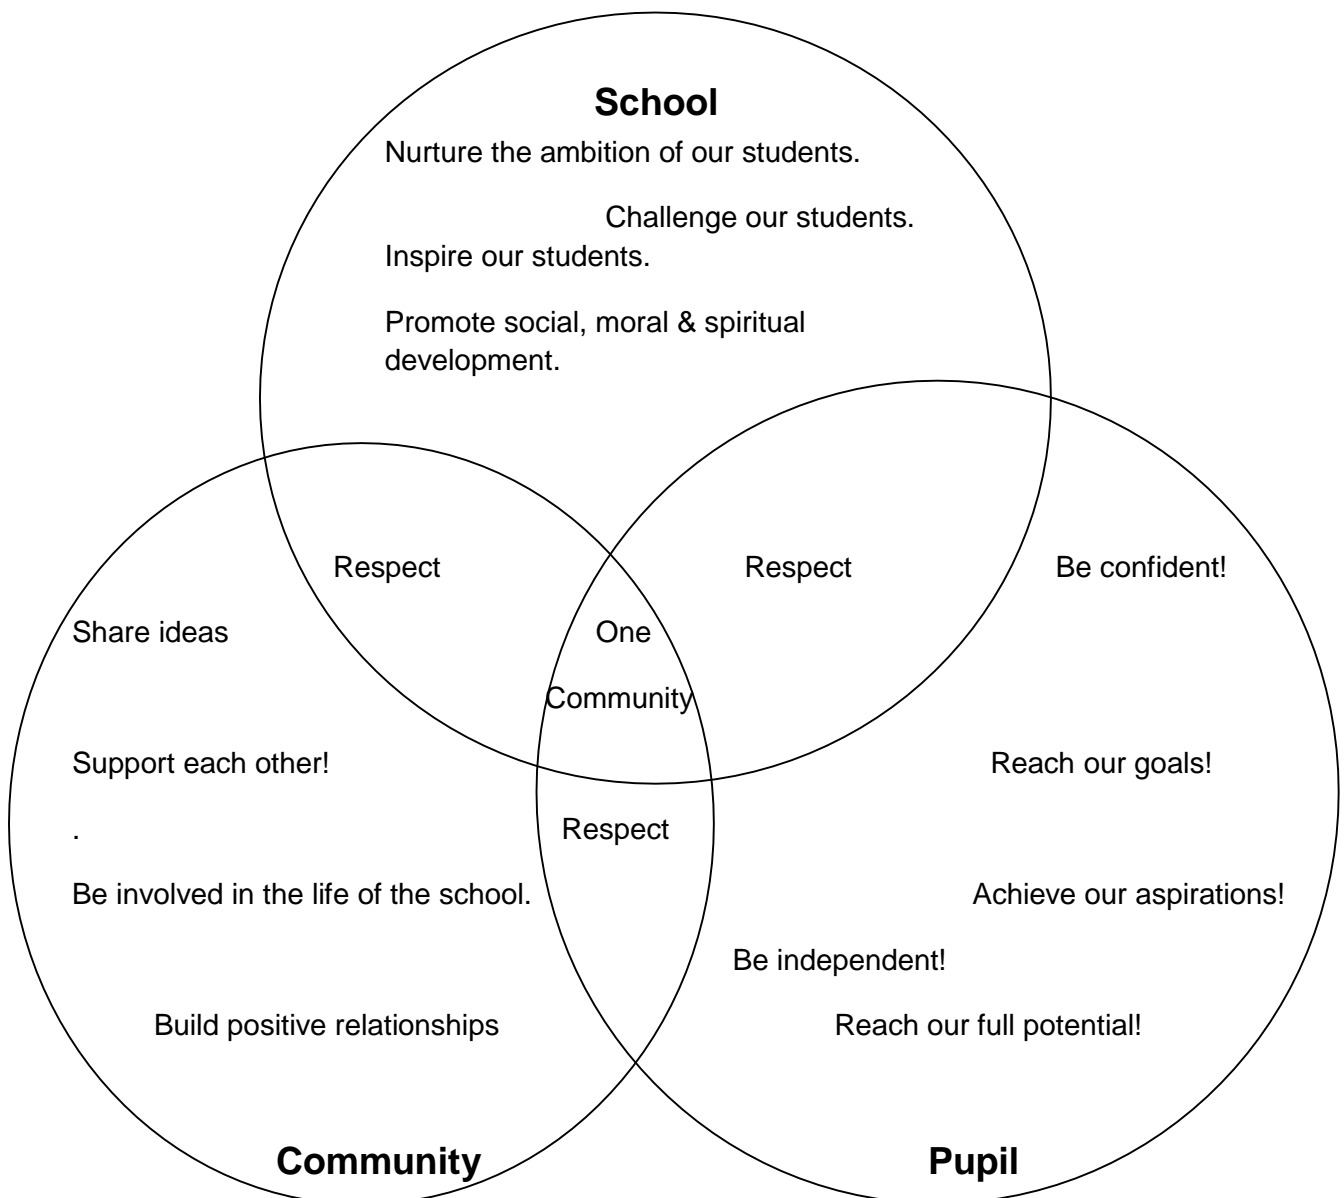 School
Nurture the ambition of our students.
Challenge our students.
Inspire our students.
Promote social, moral & spiritual
development.
Respect
Respect
Be confident!
Share ideas
One
Community
Support each other!
Reach our goals!
.
Respect
Be involved in the life of the school.
Achieve our aspirations!
Be independent!
Build positive relationships
Reach our full potential!
Community
Pupil